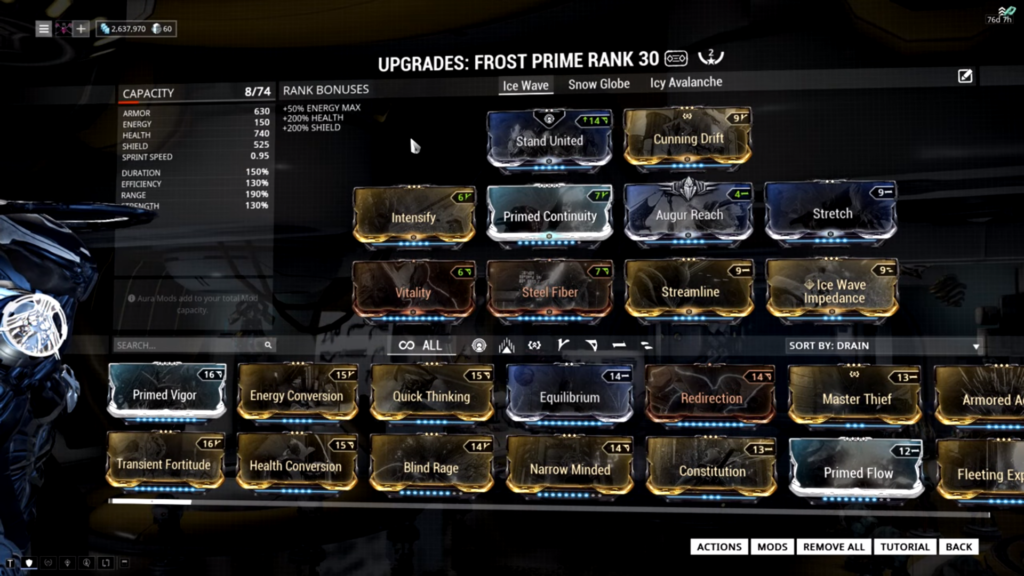 2,637,970 60
76d 7h
UPGRADES: FROST PRIME RANK 30 2
CAPACITY 8/74
RANK BONUSES
Ice Wave Snow Globe Icy Avalanche
+50% ENERGY MAX
+200% HEALTH
+200% SHIELD
ARMOR 630
ENERGY 150
HEALTH 740
SHIELD 525
SPRINT SPEED 0.95
DURATION 150%
EFFICIENCY 130%
RANGE 190%
STRENGTH 130%
14 Stand United
9 Cunning Drift
6 Intensify
7 Primed Continuity
4 Augur Reach
9 Stretch
6 Vitality
7 Steel Fiber
9 Streamline
9 Ice Wave
Impedance
Aura Mods add to your total Mod
capacity.
SEARCH... ALL SORT BY: DRAIN
16 Primed Vigor
15 Energy Conversion
15 Quick Thinking
14 Equilibrium
14 Redirection
13 Master Thief
Armored A
16 Transient Fortitude
15 Health Conversion
14 Blind Rage
14 Narrow Minded
13 Constitution
12 Primed Flow
Fleeting Exp
ACTIONS MODS REMOVE ALL TUTORIAL BACK
T